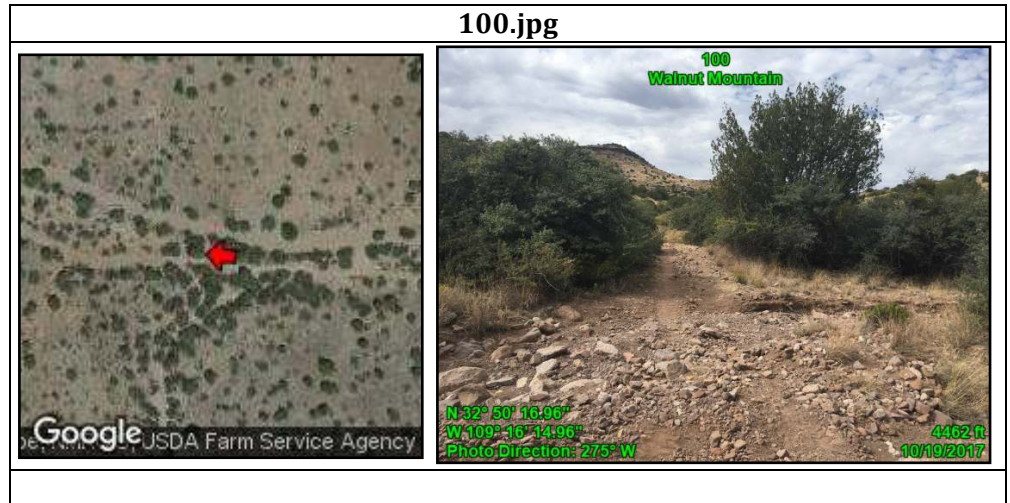 100.jpg
100
Walnut Mountain
N 32° 50' 16.96"
W 109° 16' 14.96"
Photo Direction: 275° W
4462 ft
10/19/2017
Google
USDA Farm Service Agency